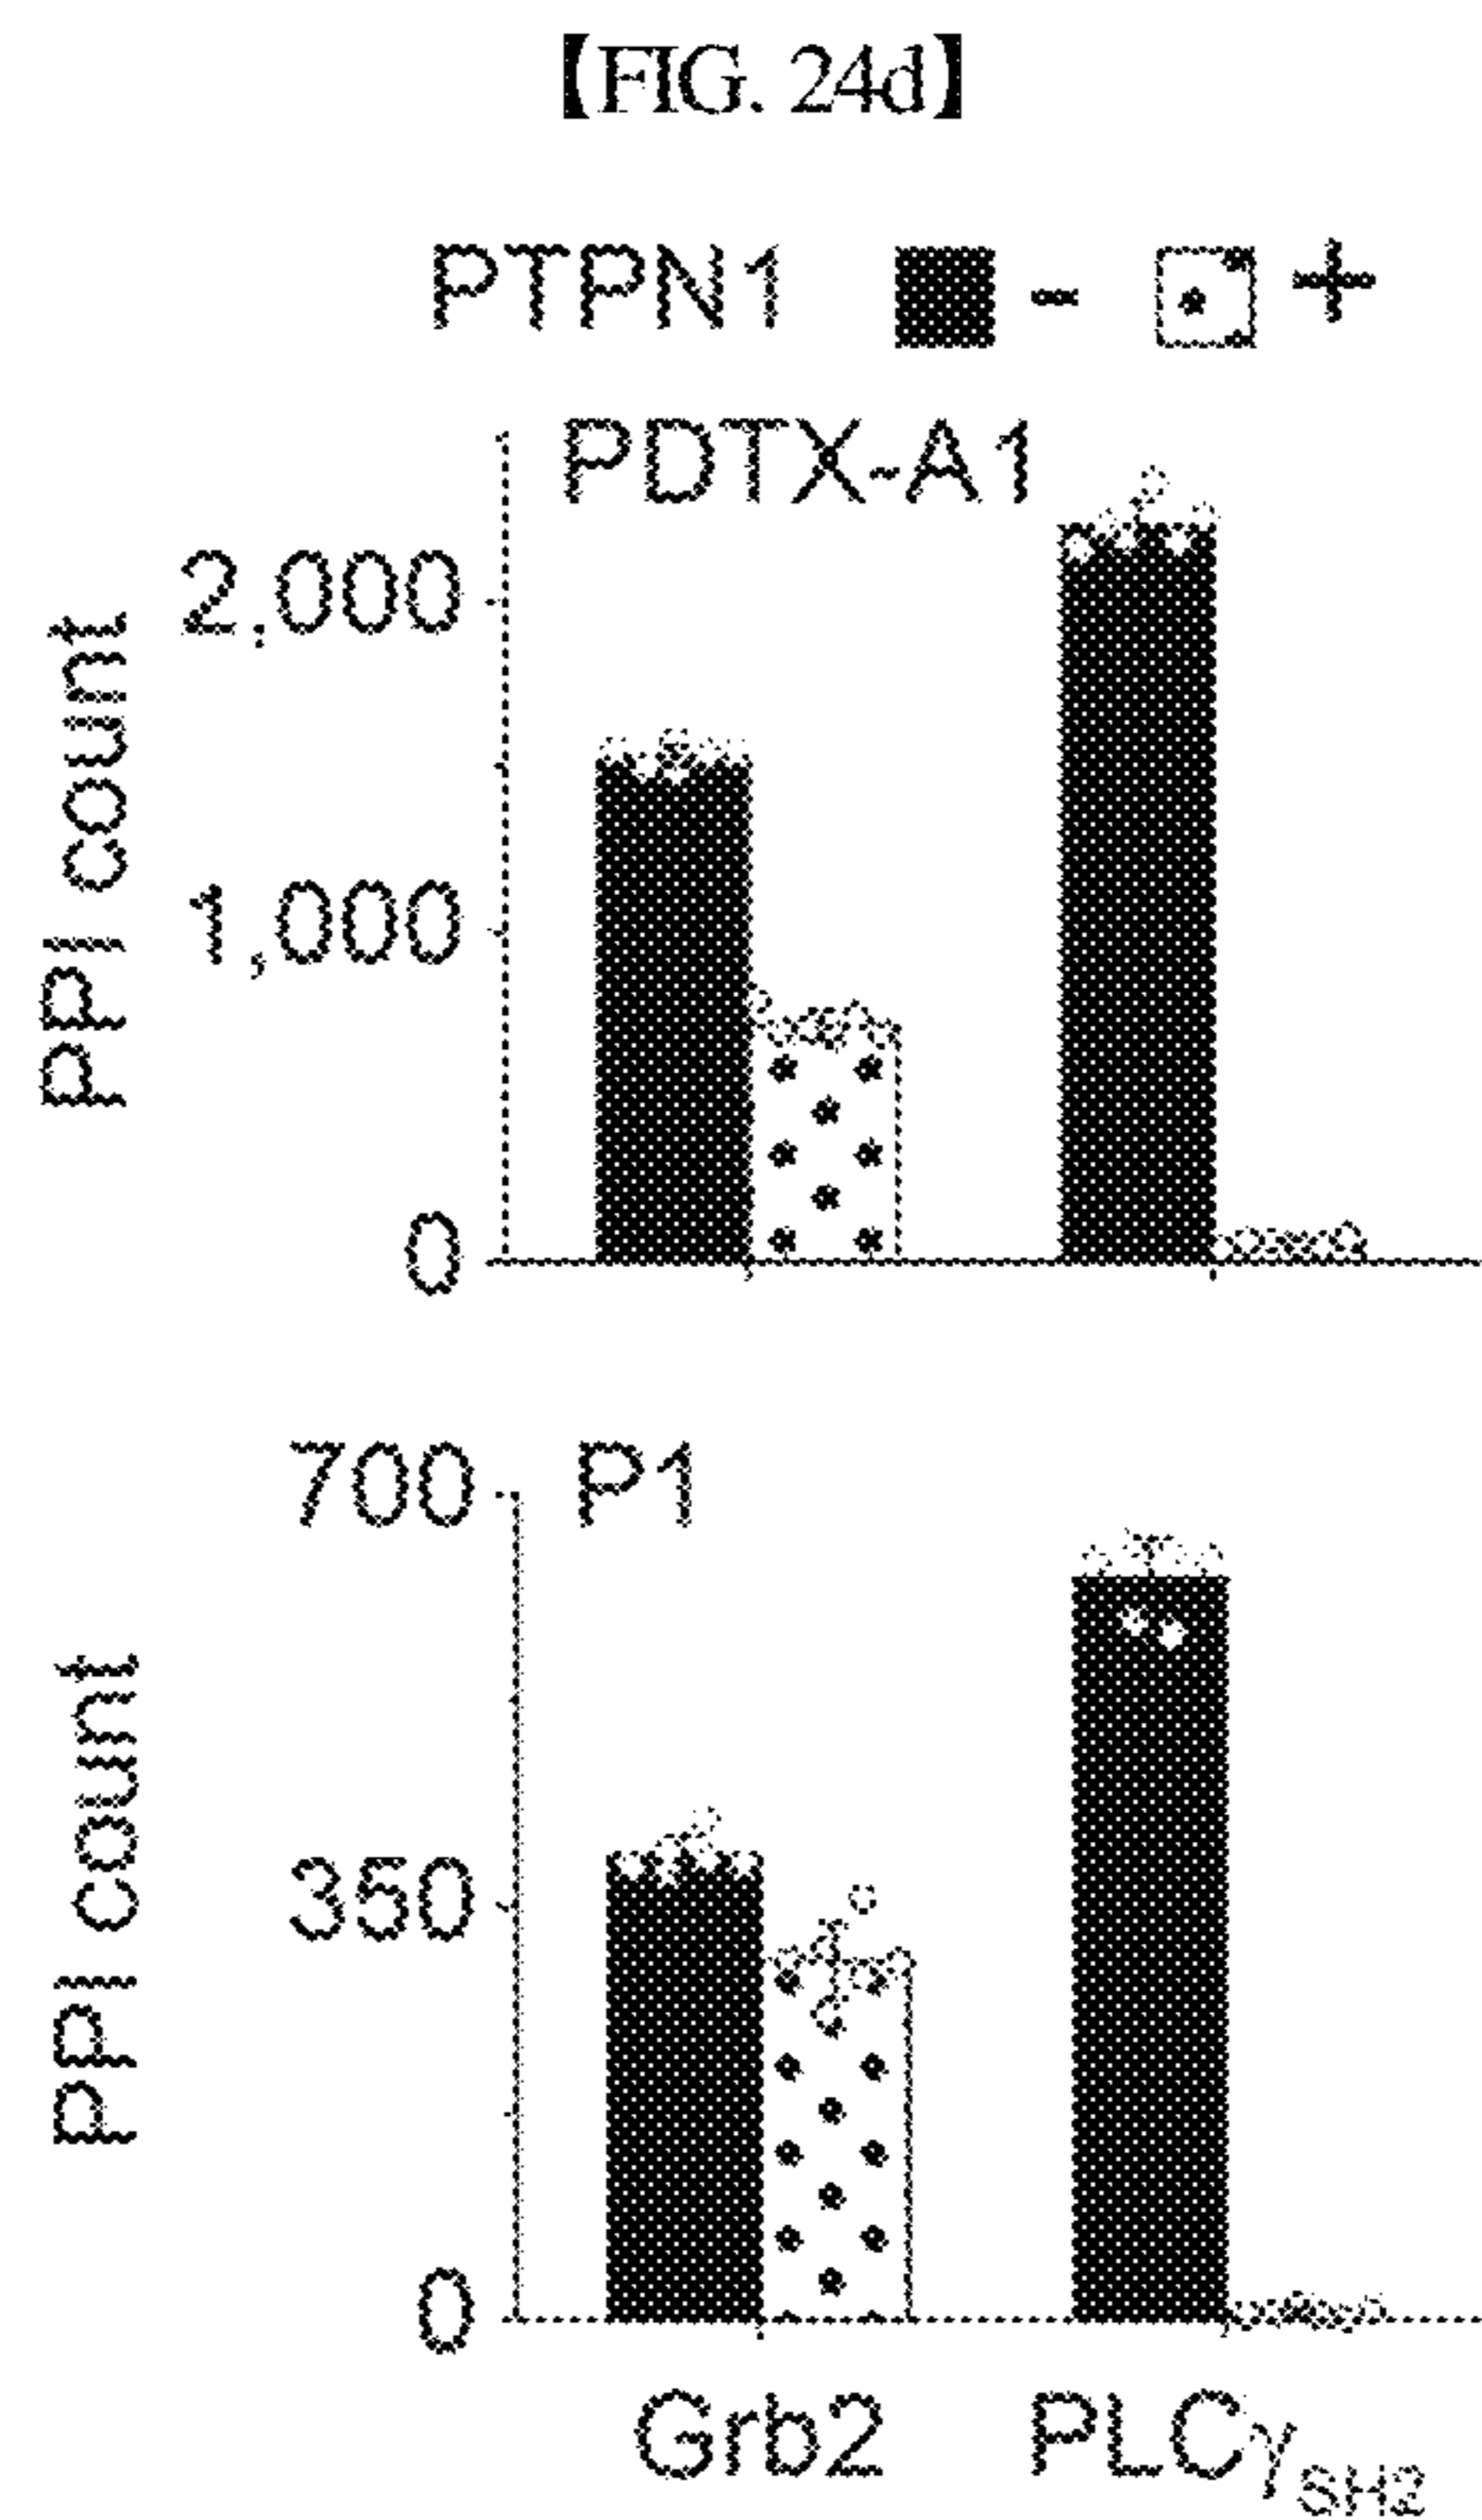 【FIG. 24d】
PTPN1 - +
PDTX-A1
2,000
1,000
0
PPI count
700 P1
350
0
PPI count
Grb2 PLCγSH2